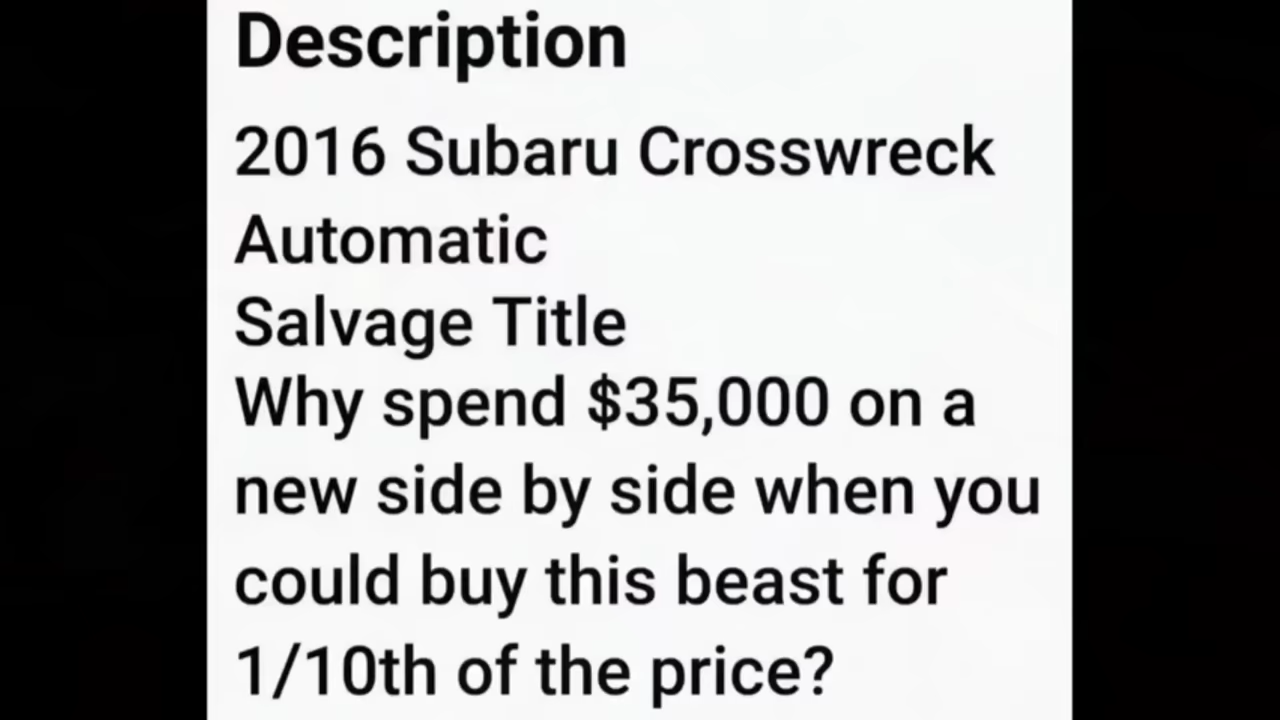 Description
2016 Subaru Crosswreck
Automatic
Salvage Title
Why spend $35,000 on a
new side by side when you
could buy this beast for
1/10th of the price?